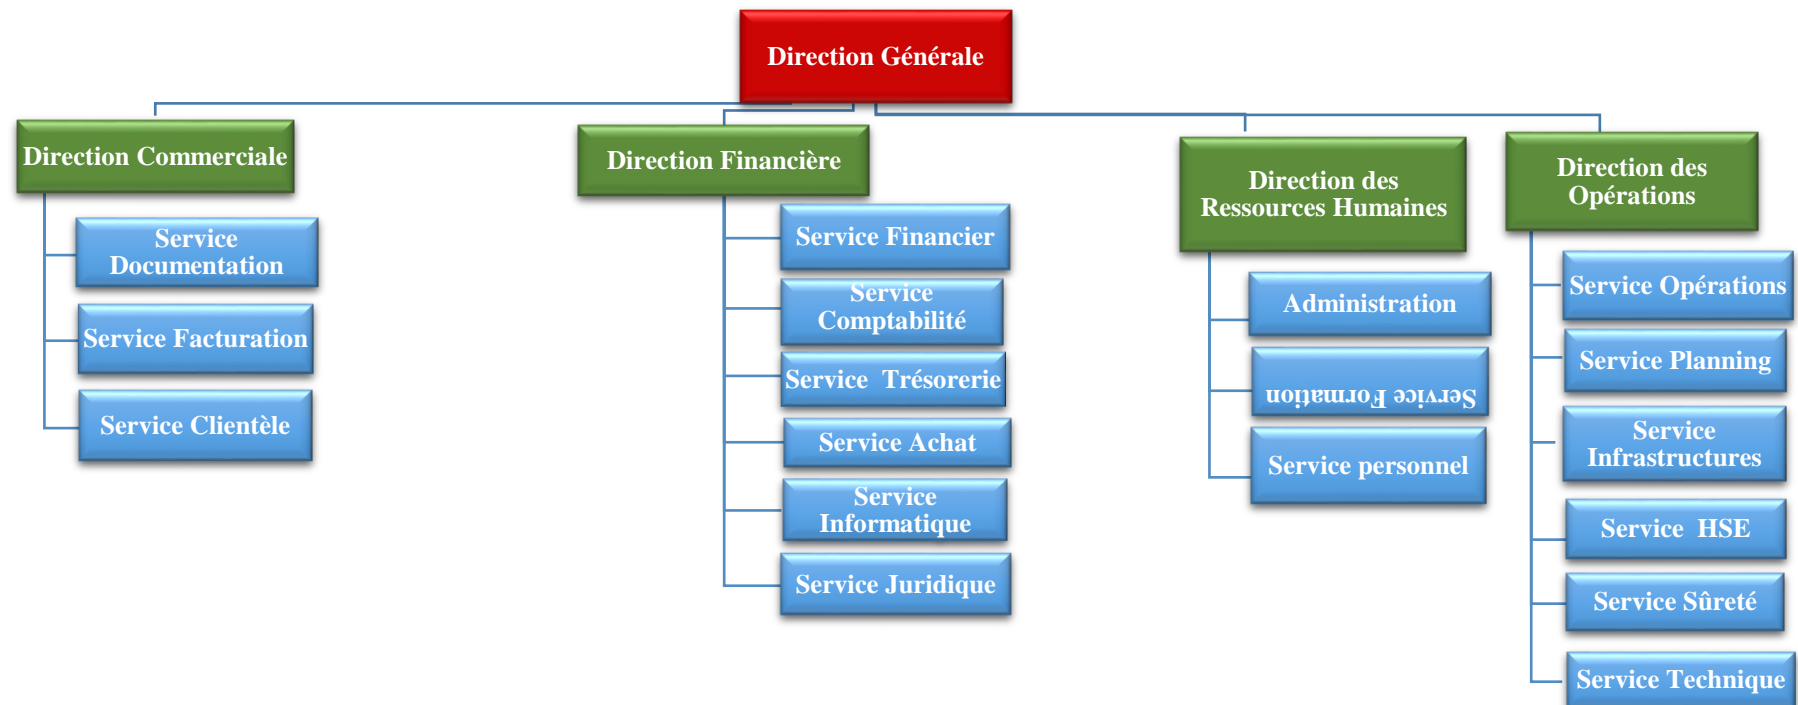 Direction Générale
Direction Commerciale
Service
Documentation
Service Facturation
Service Clientèle
Direction Financière
Service Financier
Service
Comptabilité
Service  Trésorerie
Service Achat
Service
Informatique
Service Juridique
Direction des
Ressources Humaines
Administration
Service Formation
Service personnel
Direction des
Opérations
Service Opérations
Service Planning
Service
Infrastructures
Service  HSE
Service Sûreté
Service Technique